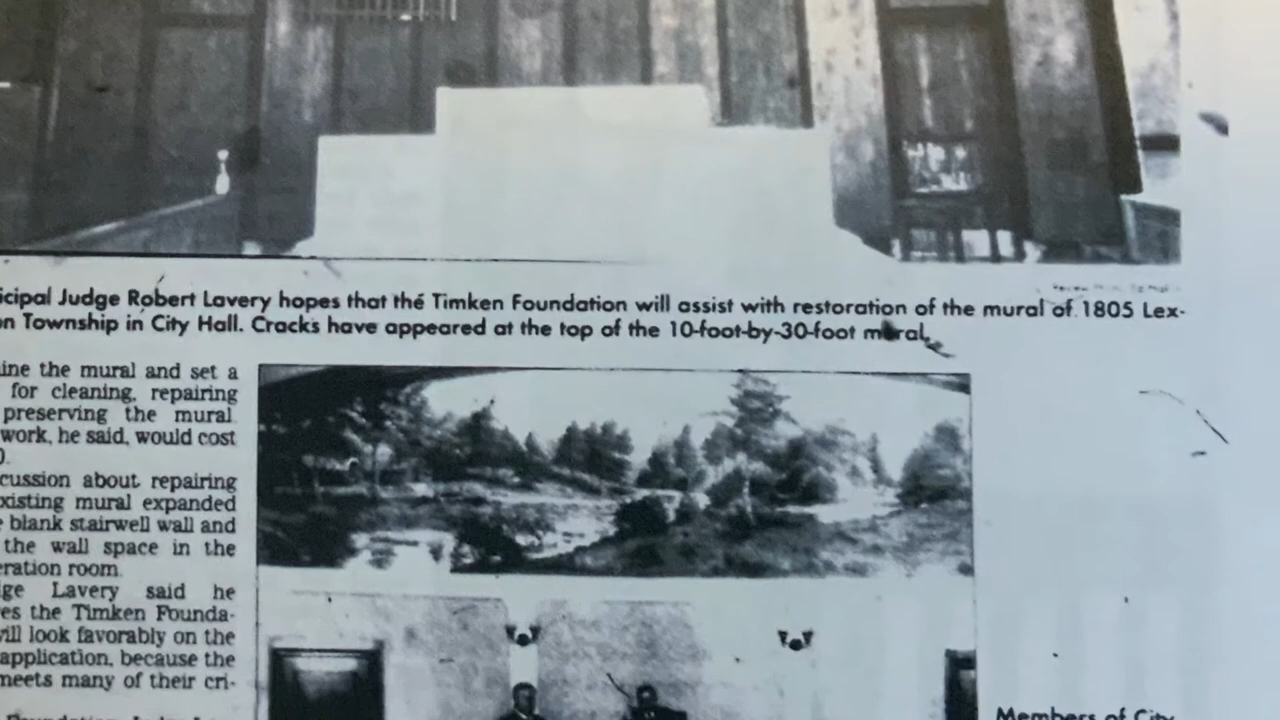 icipal Judge Robert Lavery hopes that the Timken Foundation will assist with restoration of the mural of 1805 Lex-
on Township in City Hall. Cracks have appeared at the top of the 10-foot-by-30-foot mural.
ine the mural and set a
for cleaning, repairing
preserving the mural.
work, he said, would cost
0.
cussion about repairing
xisting mural expanded
e blank stairwell wall and
the wall space in the
eration room.
ge Lavery said he
es the Timken Founda-
will look favorably on the
application, because the
meets many of their cri-
Members of City